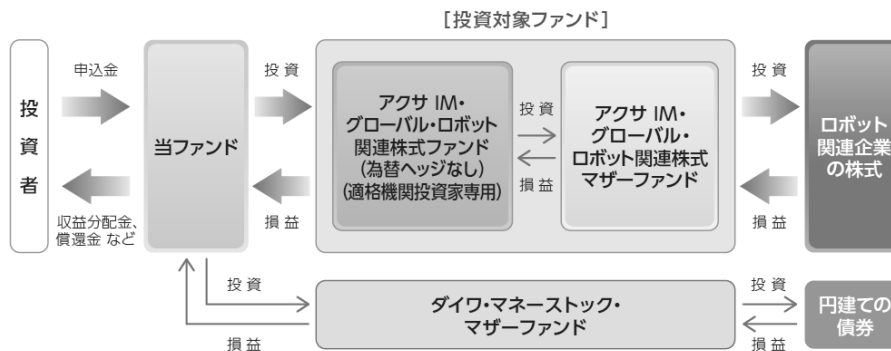 [投資対象ファンド]
投資者
申込金
収益分配金、
償還金 など
当ファンド
投 資
損 益
アクサ IM・
グローバル・ロボット
関連株式ファンド
(為替ヘッジなし)
(適格機関投資家専用)
投 資
損 益
アクサ IM・
グローバル・
ロボット関連株式
マザーファンド
投 資
損 益
ロボット
関連企業
の株式
投 資
損 益
ダイワ・マネーストック・
マザーファンド
投 資
損 益
円建ての
債券